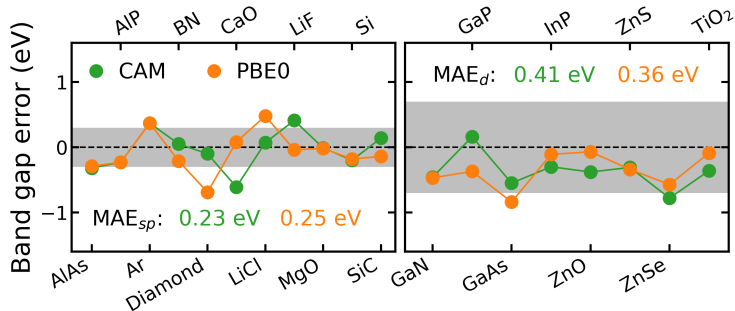 AlP BN CaO LiF Si GaP InP ZnS TiO2
Band gap error (eV)
1
0
−1
CAM PBE0
MAEsp: 0.23 eV 0.25 eV
MAEd: 0.41 eV 0.36 eV
AlAs Ar Diamond LiCl MgO SiC GaN GaAs ZnO ZnSe